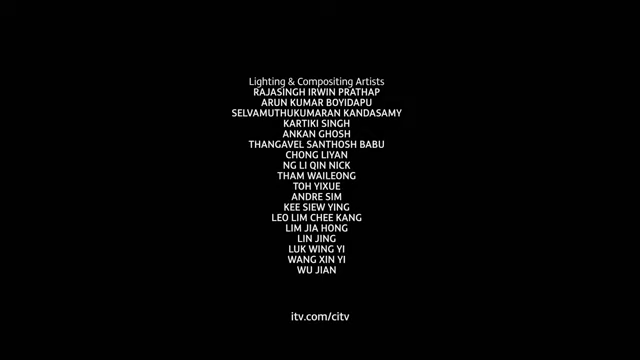 Lighting & Compositing Artists
RAJASINGH IRWIN PRATHAP
ARUN KUMAR BOYIDAPU
SELVAMUTHUKUMARAN KANDASAMY
KARTIKI SINGH
ANKAN GHOSH
THANGAVEL SANTHOSH BABU
CHONG LIYAN
NG LI QIN NICK
THAM WAILEONG
TOH YIXUE
ANDRE SIM
KEE SIEW YING
LEO LIM CHEE KANG
LIM JIA HONG
LIN JING
LUK WING YI
WANG XIN YI
WU JIAN
itv.com/citv